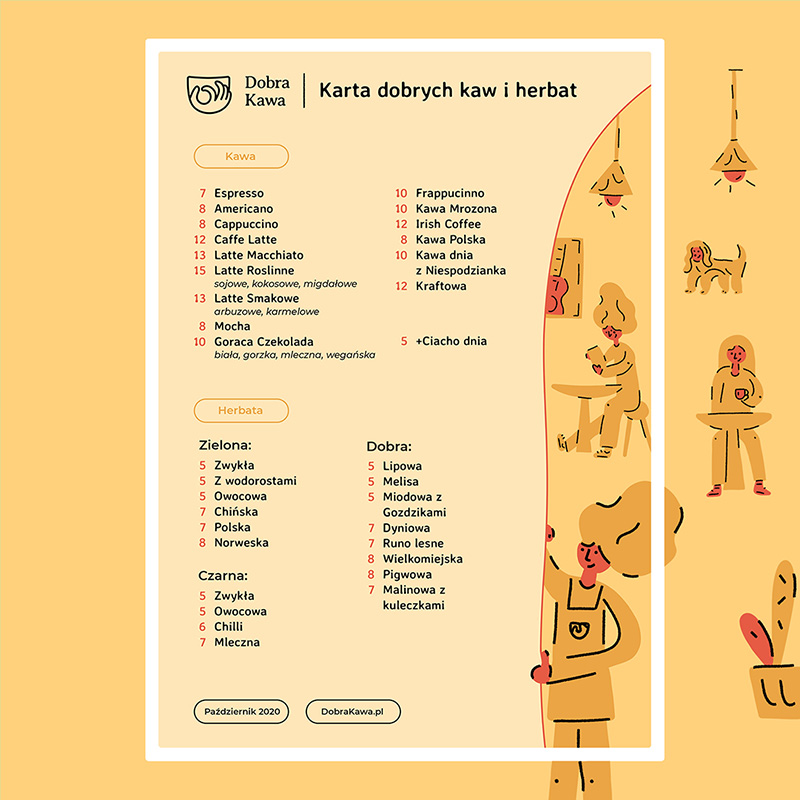 Dobra
Kawa
Karta dobrych kaw i herbat
Kawa
7 Espresso
8 Americano
8 Cappuccino
12 Caffe Latte
13 Latte Macchiato
15 Latte Roslinne
sojowe, kokosowe, migdałowe
13 Latte Smakowe
arbuzowe, karmelowe
8 Mocha
10 Goraca Czekolada
biała, gorzka, mleczna, wegańska
10 Frappucinno
10 Kawa Mrozona
12 Irish Coffee
8 Kawa Polska
10 Kawa dnia
z Niespodzianka
12 Kraftowa
5 +Ciacho dnia
Herbata
Zielona:
5 Zwykła
5 Z wodorostami
5 Owocowa
7 Chińska
7 Polska
8 Norweska
Czarna:
5 Zwykła
5 Owocowa
6 Chilli
7 Mleczna
Dobra:
5 Lipowa
5 Melisa
5 Miodowa z
Gozdzikami
7 Dyniowa
7 Runo lesne
8 Wielkomiejska
8 Pigwowa
7 Malinowa z
kuleczkami
Październik 2020
DobraKawa.pl